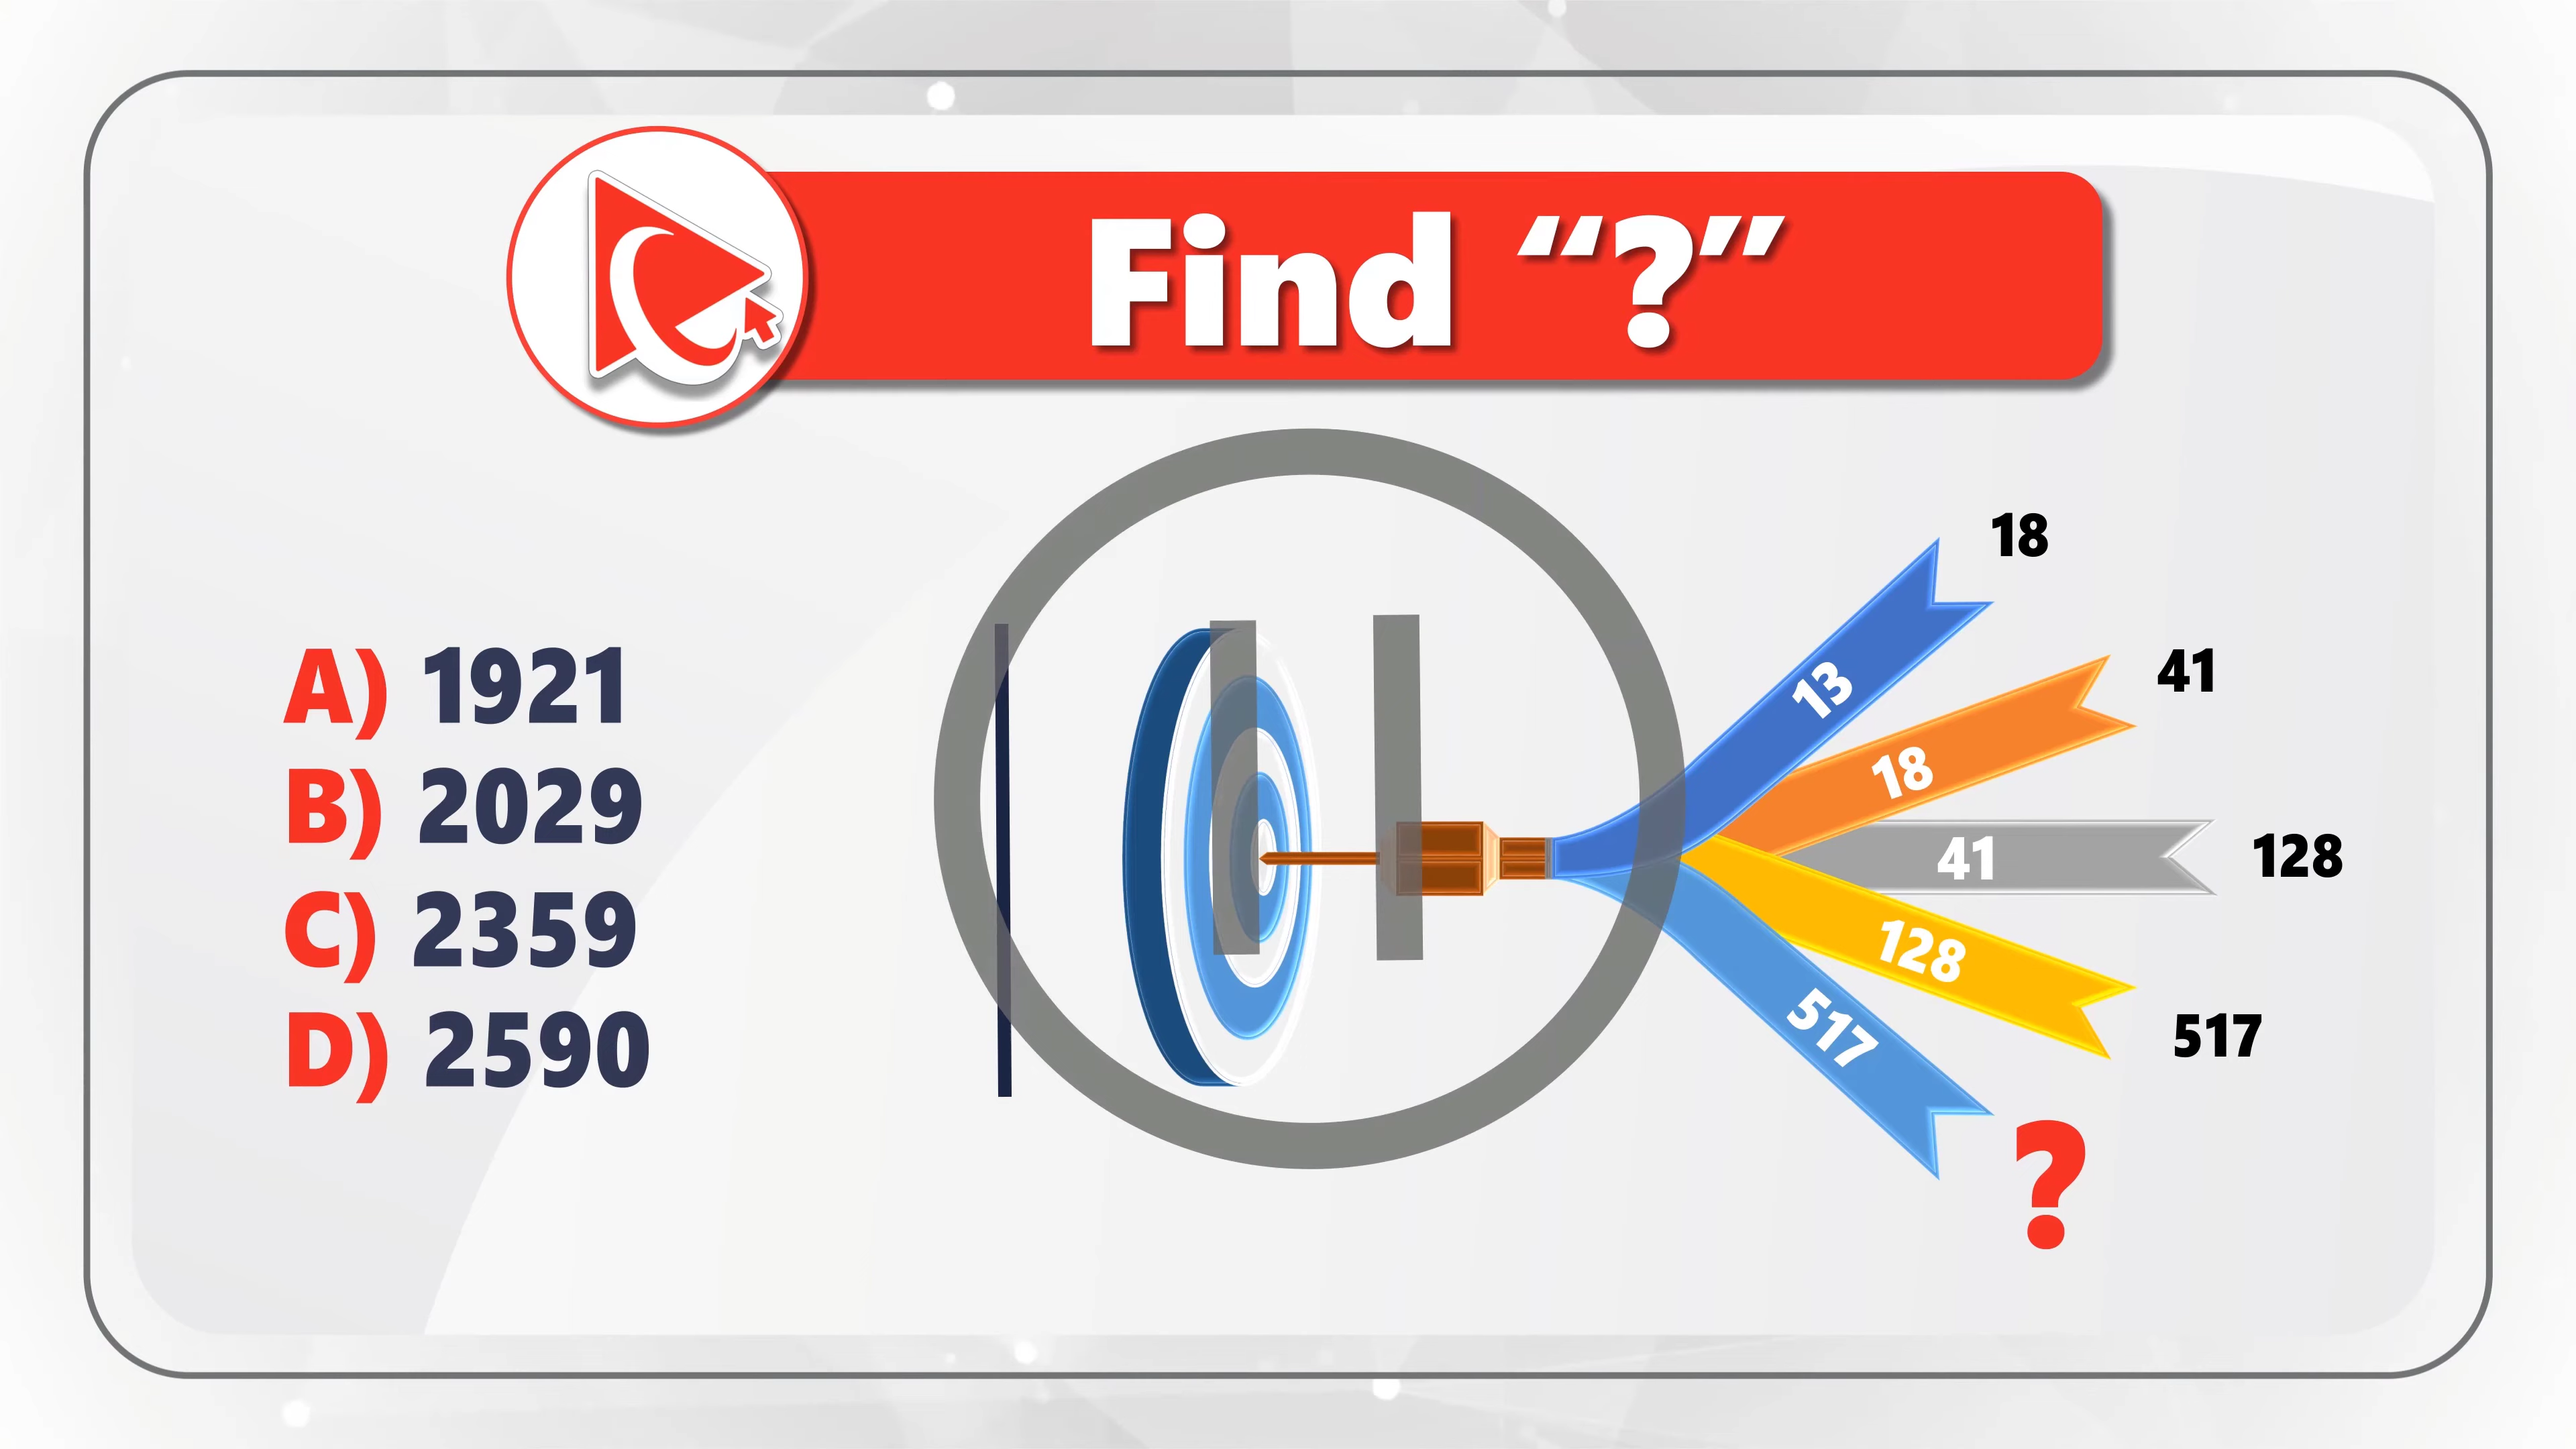 Find “?”
A) 1921
B) 2029
C) 2359
D) 2590
13 18
18 41
41 128
128 517
517 ?